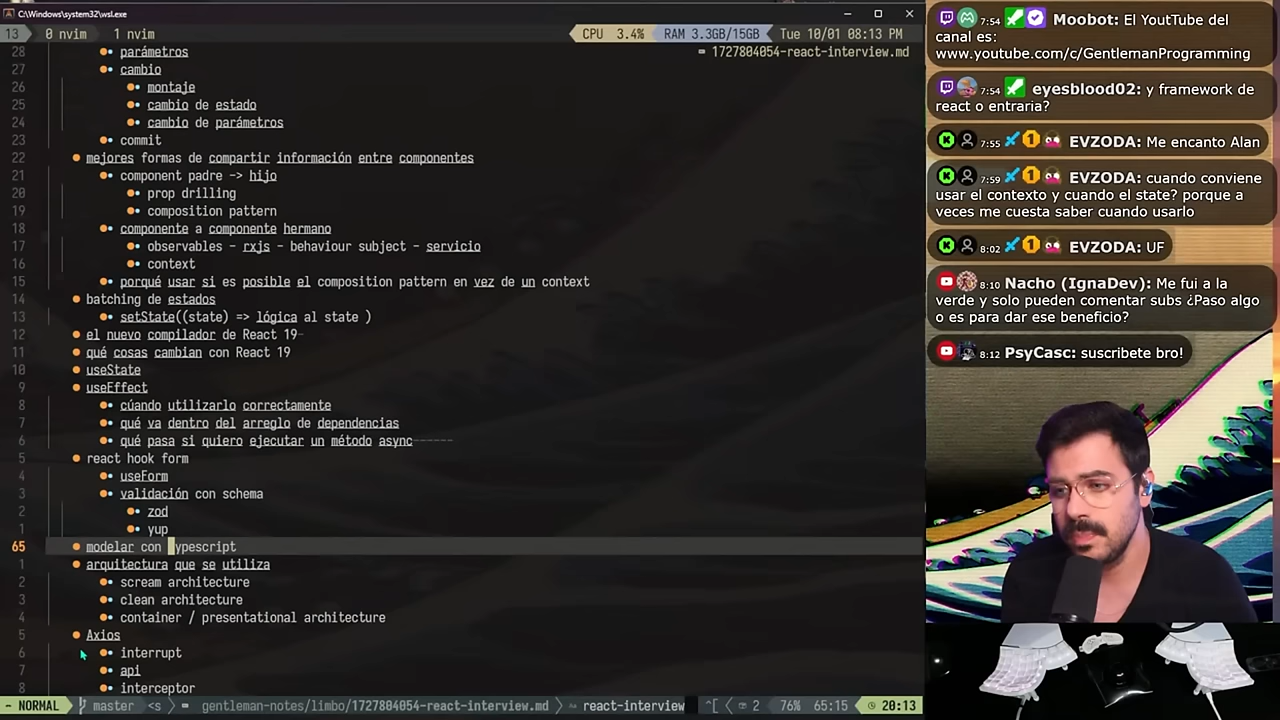 C:\Windows\system32\wsl.exe
13 0 nvim 1 nvim CPU 3.4% RAM 3.3GB/15GB Tue 10/01 08:13 PM
28 parámetros 1727804054-react-interview.md
27 cambio
26 montaje
25 cambio de estado
24 cambio de parámetros
23 commit
22 mejores formas de compartir información entre componentes
21 component padre -> hijo
20 prop drilling
19 composition pattern
18 componente a componente hermano
17 observables - rxjs - behaviour subject - servicio
16 context
15 porqué usar si es posible el composition pattern en vez de un context
14 batching de estados
13 setState((state) => lógica al state )
12 el nuevo compilador de React 19
11 qué cosas cambian con React 19
10 useState
9 useEffect
8 cúando utilizarlo correctamente
7 qué va dentro del arreglo de dependencias
6 qué pasa si quiero ejecutar un método async
5 react hook form
4 useForm
3 validación con schema
2 zod
1 yup
65 modelar con typescript
1 arquitectura que se utiliza
2 scream architecture
3 clean architecture
4 container / presentational architecture
5 Axios
6 interrupt
7 api
8 interceptor
NORMAL master <s gentleman-notes/limbo/1727804054-react-interview.md react-interview ^[ 2 76% 65:15 20:13
7:54 Moobot: El YouTube del
canal es:
www.youtube.com/c/GentlemanProgramming
7:54 eyesblood02: y framework de
react o entraria?
7:55 1 EVZODA: Me encanto Alan
7:59 1 EVZODA: cuando conviene
usar el contexto y cuando el state? porque a
veces me cuesta saber cuando usarlo
8:02 1 EVZODA: UF
8:10 Nacho (IgnaDev): Me fui a la
verde y solo pueden comentar subs ¿Paso algo
o es para dar ese beneficio?
8:12 PsyCasc: suscribete bro!